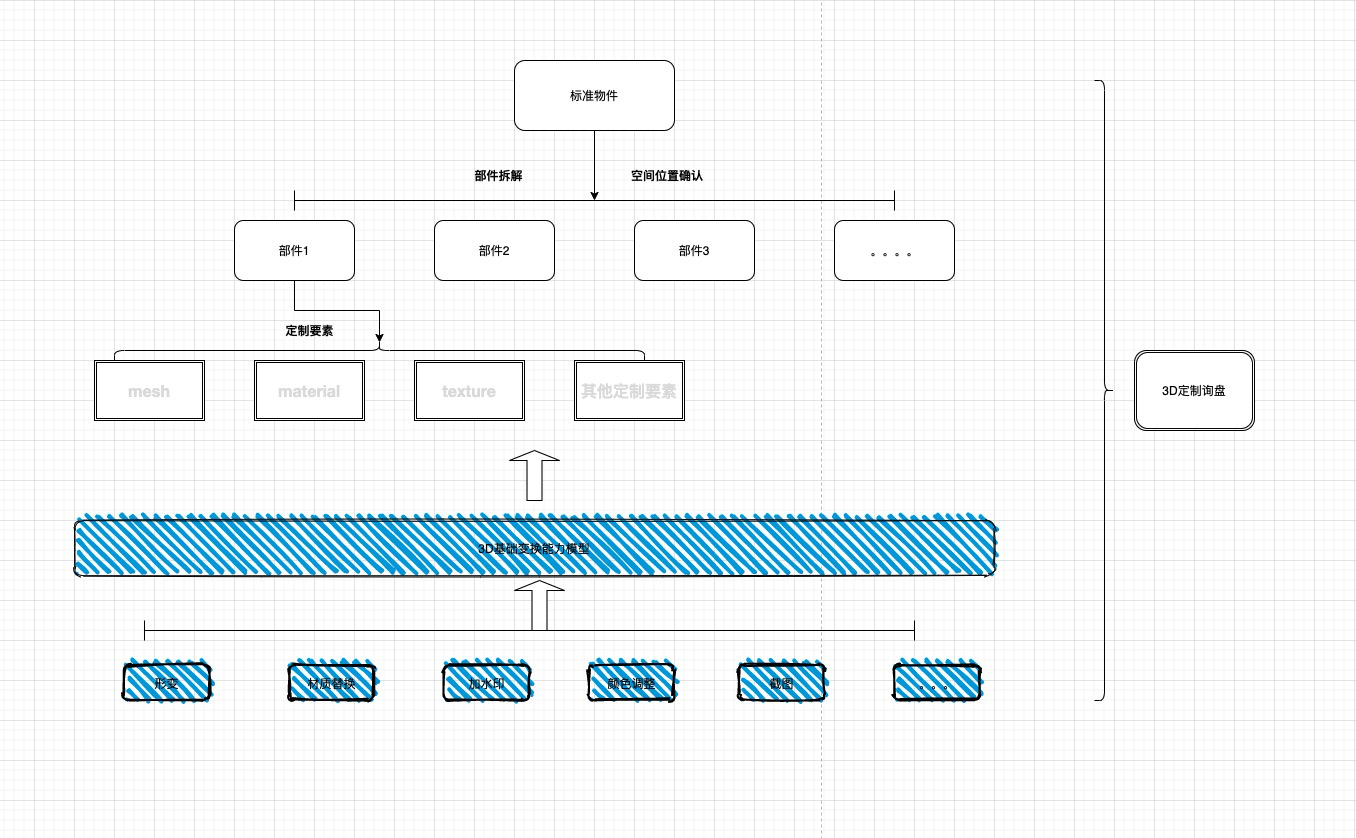 标准物件
部件拆解
空间位置确认
部件1
部件2
部件3
。。。。
定制要素
mesh
material
texture
其他定制要素
3D定制询盘
3D基础变换能力模型
形变
材质替换
加水印
颜色调整
截图
。。。